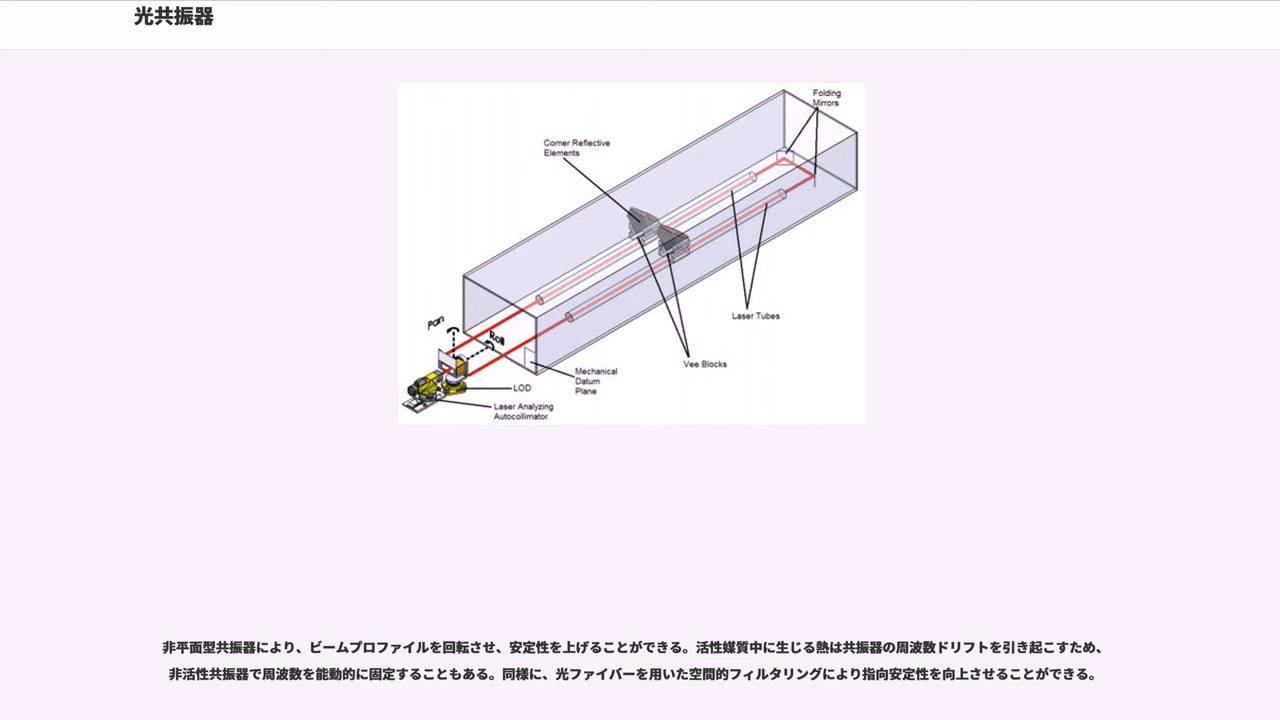 光共振器
Folding
Mirrors
Corner Reflective
Elements
Laser Tubes
Vee Blocks
Pan
Roll
Mechanical
Datum
Plane
LOD
Laser Analyzing
Autocollimator
非平面型共振器により、ビームプロファイルを回転させ、安定性を上げることができる。活性媒質中に生じる熱は共振器の周波数ドリフトを引き起こすため、
非活性共振器で周波数を能動的に固定することもある。同様に、光ファイバーを用いた空間的フィルタリングにより指向安定性を向上させることができる。